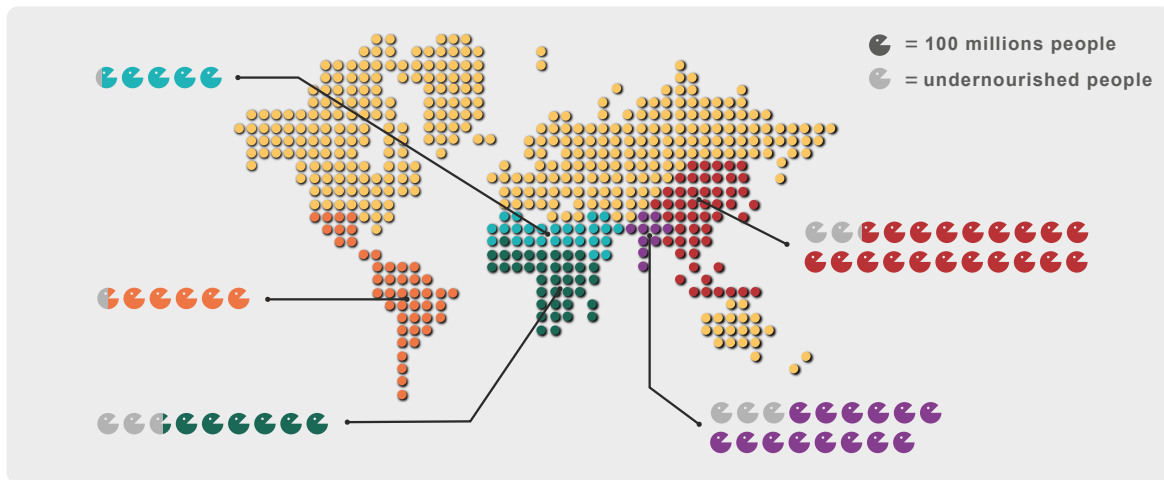 = 100 millions people
= undernourished people